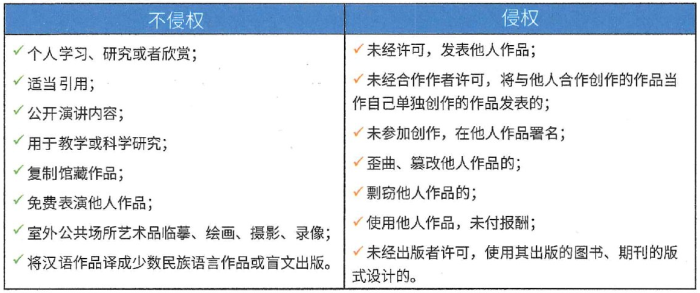 不侵权
个人学习、研究或者欣赏；
适当引用；
公开演讲内容；
用于教学或科学研究；
复制馆藏作品；
免费表演他人作品；
室外公共场所艺术品临摹、绘画、摄影、录像；
将汉语作品译成少数民族语言作品或盲文出版。
侵权
未经许可，发表他人作品；
未经合作作者许可，将与他人合作创作的作品当
作自己单独创作的作品发表的；
未参加创作，在他人作品署名；
歪曲、篡改他人作品的；
剽窃他人作品的；
使用他人作品，未付报酬；
未经出版者许可，使用其出版的图书、期刊的版
式设计的。